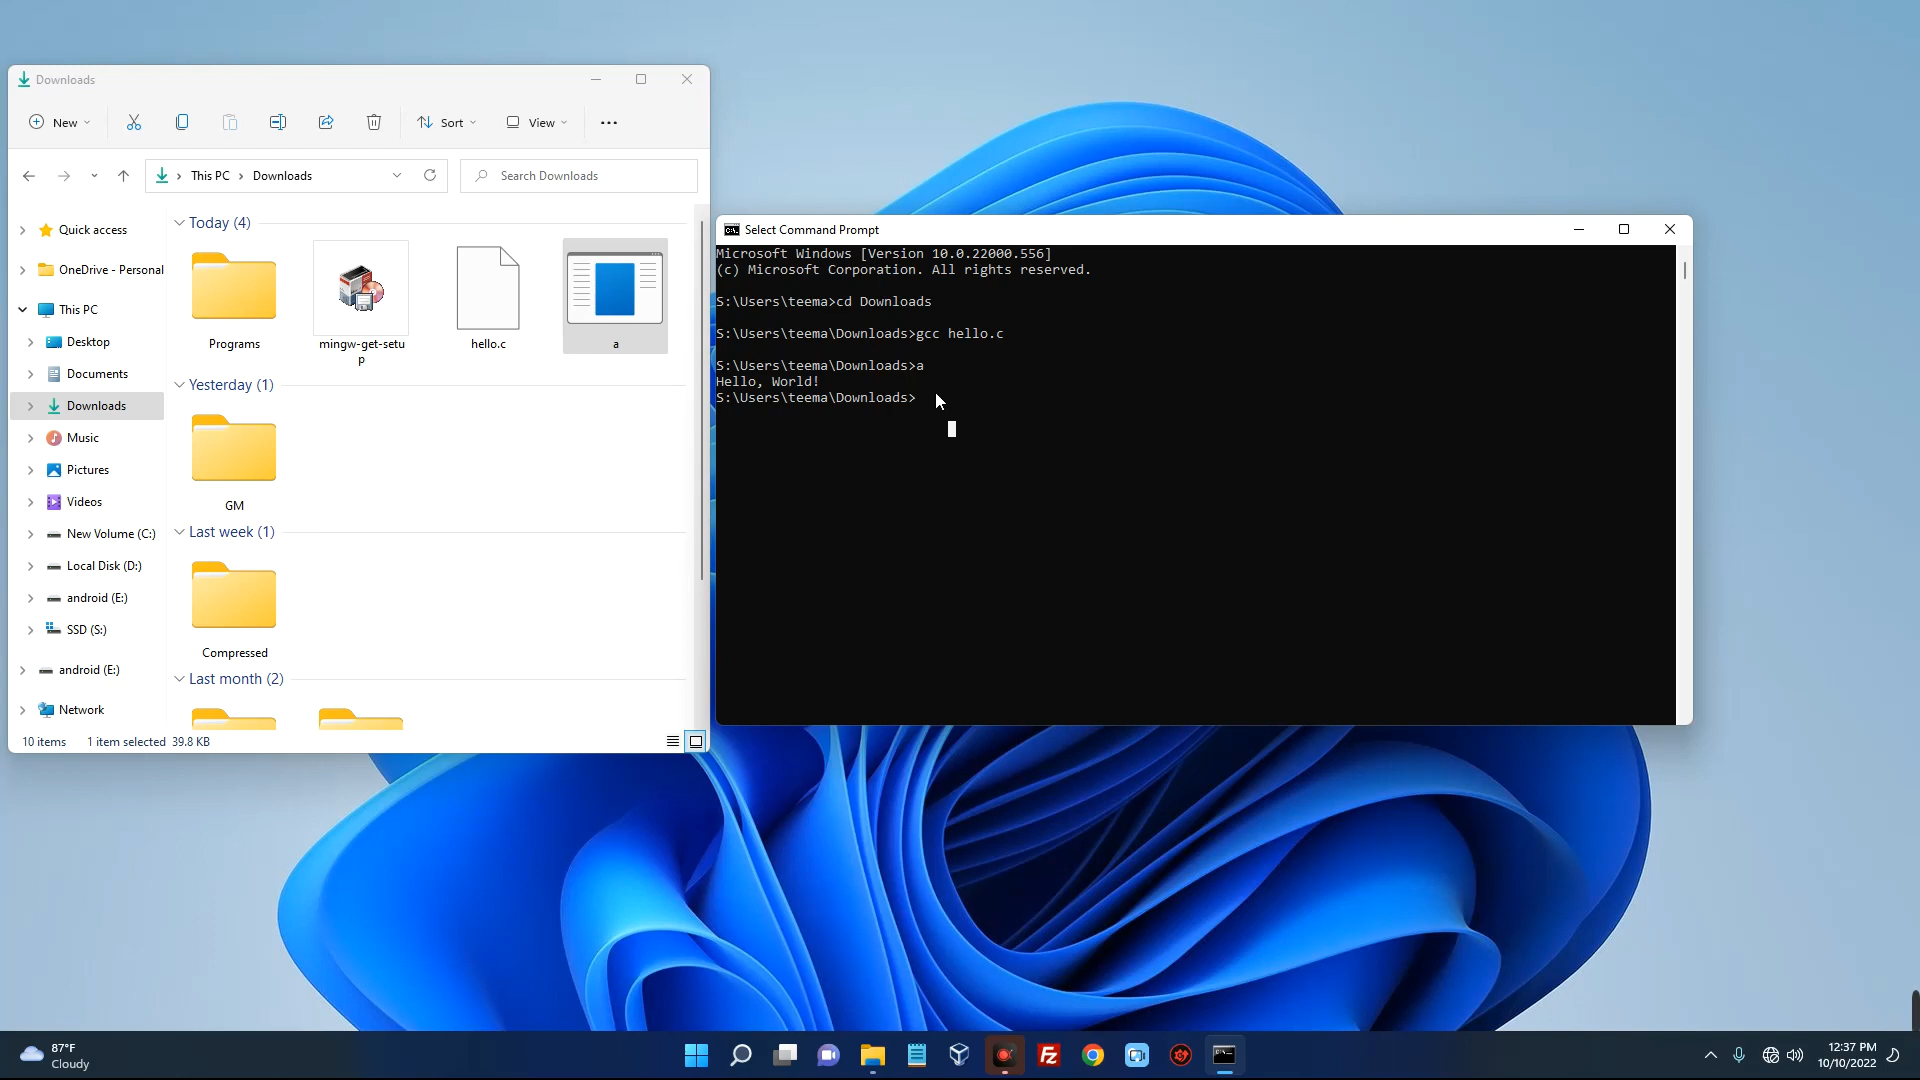 Downloads
New
Sort
View
This PC
Downloads
Search Downloads
Quick access
OneDrive - Personal
This PC
Desktop
Documents
Downloads
Music
Pictures
Videos
New Volume (C:)
Local Disk (D:)
android (E:)
SSD (S:)
android (E:)
Network
Today (4)
Programs
mingw-get-setu
p
hello.c
a
Yesterday (1)
GM
Last week (1)
Compressed
Last month (2)
10 items 1 item selected 39.8 KB
Select Command Prompt
Microsoft Windows [Version 10.0.22000.556]
(c) Microsoft Corporation. All rights reserved.
S:\Users\teema>cd Downloads
S:\Users\teema\Downloads>gcc hello.c
S:\Users\teema\Downloads>a
Hello, World!
S:\Users\teema\Downloads>
87°F
Cloudy
12:37 PM
10/10/2022